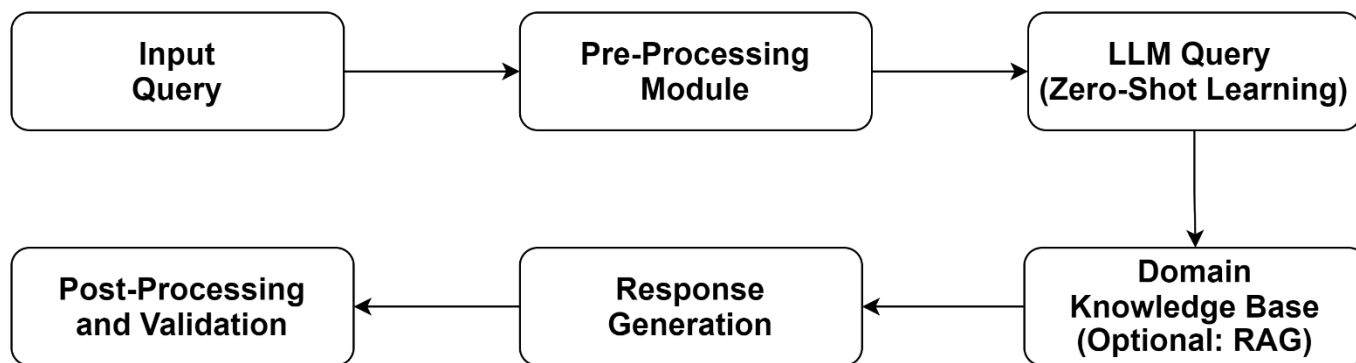 Input
Query
Pre-Processing
Module
LLM Query
(Zero-Shot Learning)
Domain
Knowledge Base
(Optional: RAG)
Response
Generation
Post-Processing
and Validation